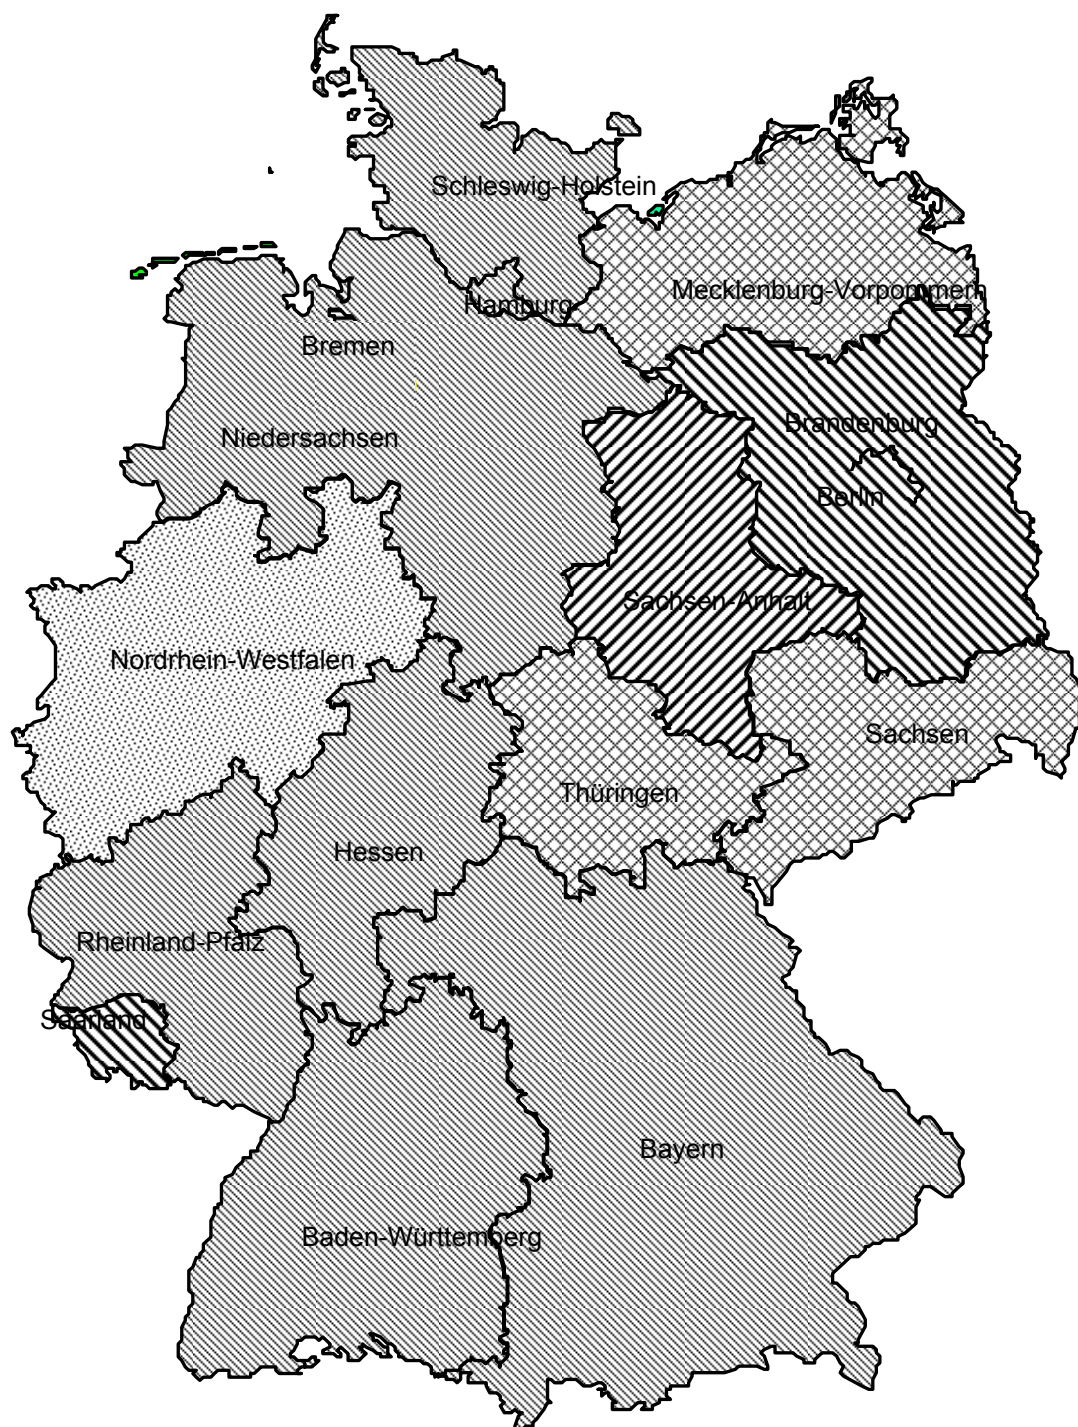 Schleswig-Holstein
Mecklenburg-Vorpommern
Hamburg
Bremen
Brandenburg
Niedersachsen
Berlin
Sachsen-Anhalt
Nordrhein-Westfalen
Sachsen
Thüringen
Hessen
Rheinland-Pfalz
Saarland
Bayern
Baden-Württemberg